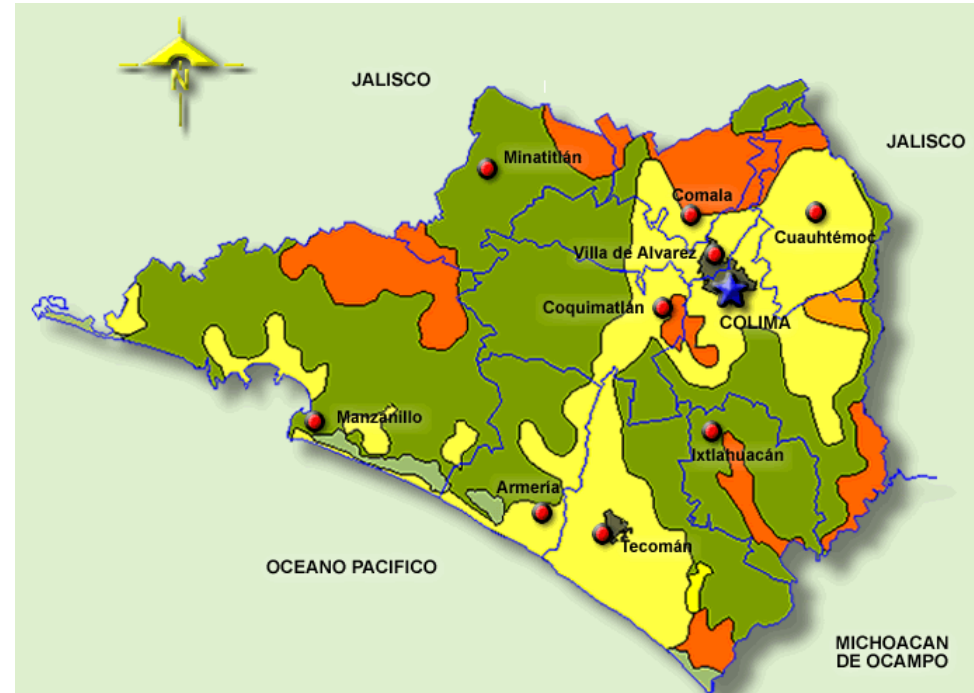 N
JALISCO
JALISCO
Minatitlán
Comala
Cuauhtémoc
Villa de Alvarez
Coquimatlán
COLIMA
Manzanillo
Ixtlahuacán
Armería
Tecomán
OCEANO PACIFICO
MICHOACAN
DE OCAMPO